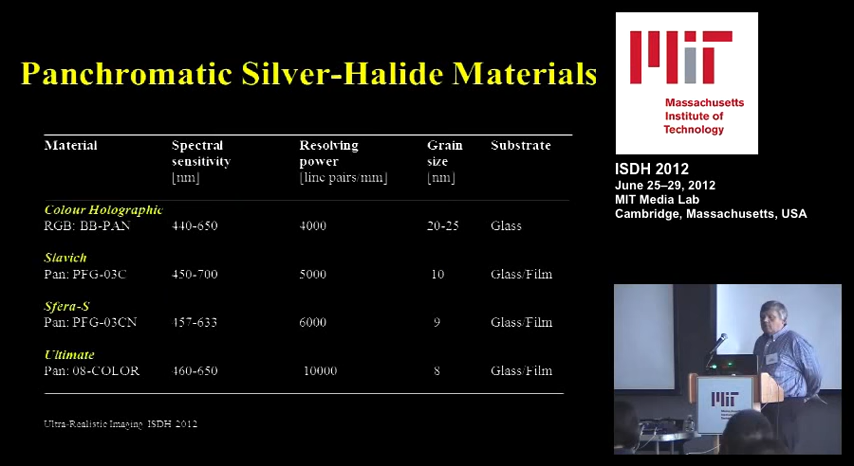 Panchromatic Silver-Halide Materials
Material Spectral sensitivity [nm] Resolving power [line pairs/mm] Grain size [nm] Substrate
Colour Holographic
RGB: BB-PAN 440-650 4000 20-25 Glass
Slavich
Pan: PFG-03C 450-700 5000 10 Glass/Film
Sfera-S
Pan: PFG-03CN 457-633 6000 9 Glass/Film
Ultimate
Pan: 08-COLOR 460-650 10000 8 Glass/Film
Ultra-Realistic Imaging ISDH 2012
MIT
Massachusetts
Institute of
Technology
ISDH 2012
June 25–29, 2012
MIT Media Lab
Cambridge, Massachusetts, USA
MIT